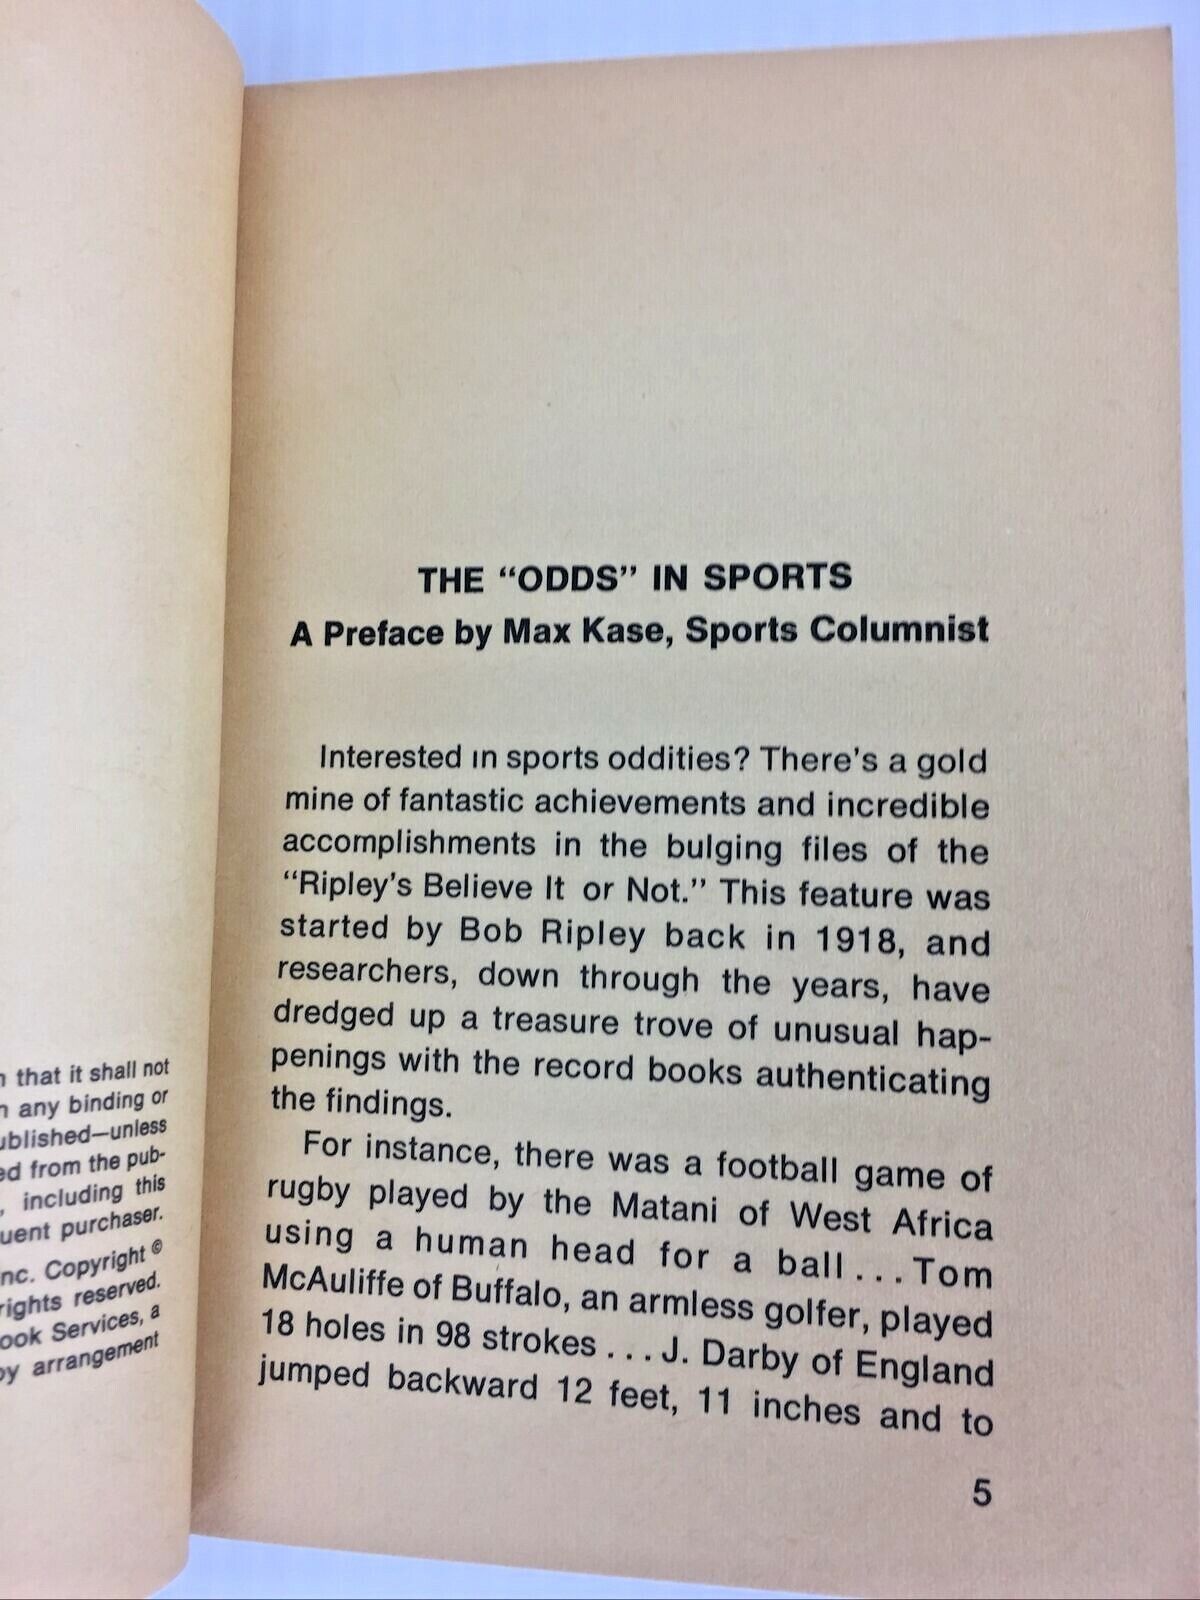 that it shall not
any binding or
ublished—unless
ed from the pub-
, including this
uent purchaser.
nc. Copyright ©
rights reserved.
ook Services, a
by arrangement
THE “ODDS” IN SPORTS
A Preface by Max Kase, Sports Columnist
Interested in sports oddities? There's a gold
mine of fantastic achievements and incredible
accomplishments in the bulging files of the
“Ripley's Believe It or Not.” This feature was
started by Bob Ripley back in 1918, and
researchers, down through the years, have
dredged up a treasure trove of unusual hap-
penings with the record books authenticating
the findings.
For instance, there was a football game of
rugby played by the Matani of West Africa
using a human head for a ball...Tom
McAuliffe of Buffalo, an armless golfer, played
18 holes in 98 strokes...J. Darby of England
jumped backward 12 feet, 11 inches and to
5